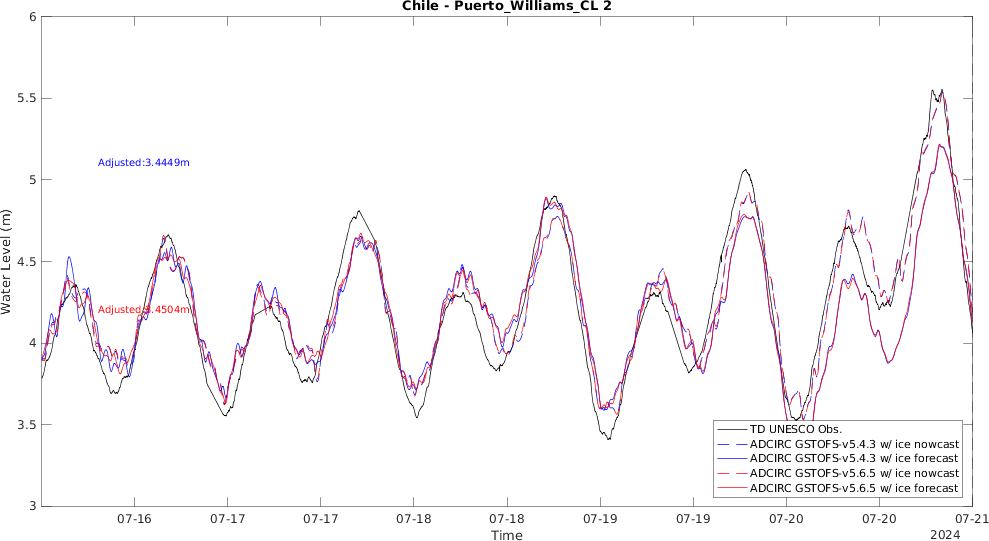 Chile - Puerto_Williams_CL 2
6
5.5
5
4.5
4
3.5
3
Water Level (m)
Adjusted:3.4449m
Adjusted:3.4504m
TD UNESCO Obs.
ADCIRC GSTOFS-v5.4.3 w/ ice nowcast
ADCIRC GSTOFS-v5.4.3 w/ ice forecast
ADCIRC GSTOFS-v5.6.5 w/ ice nowcast
ADCIRC GSTOFS-v5.6.5 w/ ice forecast
07-16 07-17 07-17 07-18 07-18 07-19 07-19 07-20 07-20 07-21
Time
2024